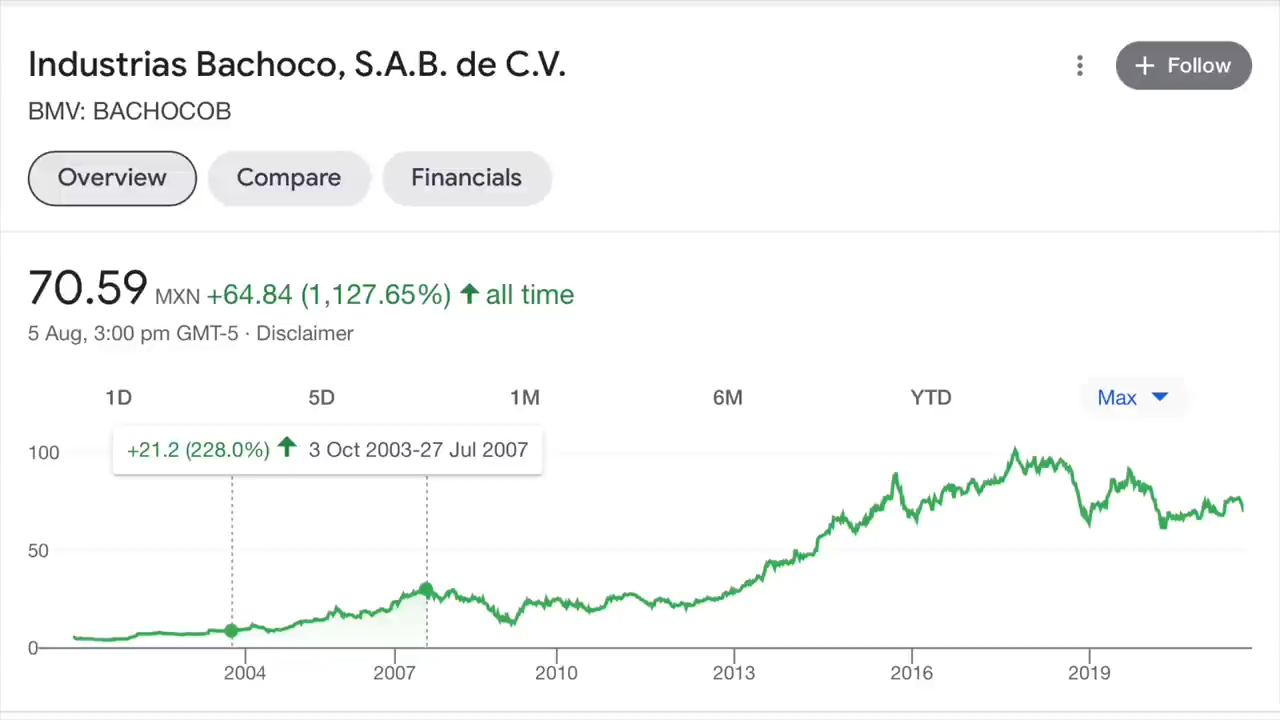 Industrias Bachoco, S.A.B. de C.V.
+ Follow
BMV: BACHOCOB
Overview Compare Financials
70.59 MXN +64.84 (1,127.65%) ↑ all time
5 Aug, 3:00 pm GMT-5 · Disclaimer
1D 5D 1M 6M YTD Max
+21.2 (228.0%) ↑ 3 Oct 2003-27 Jul 2007
100
50
0
2004 2007 2010 2013 2016 2019